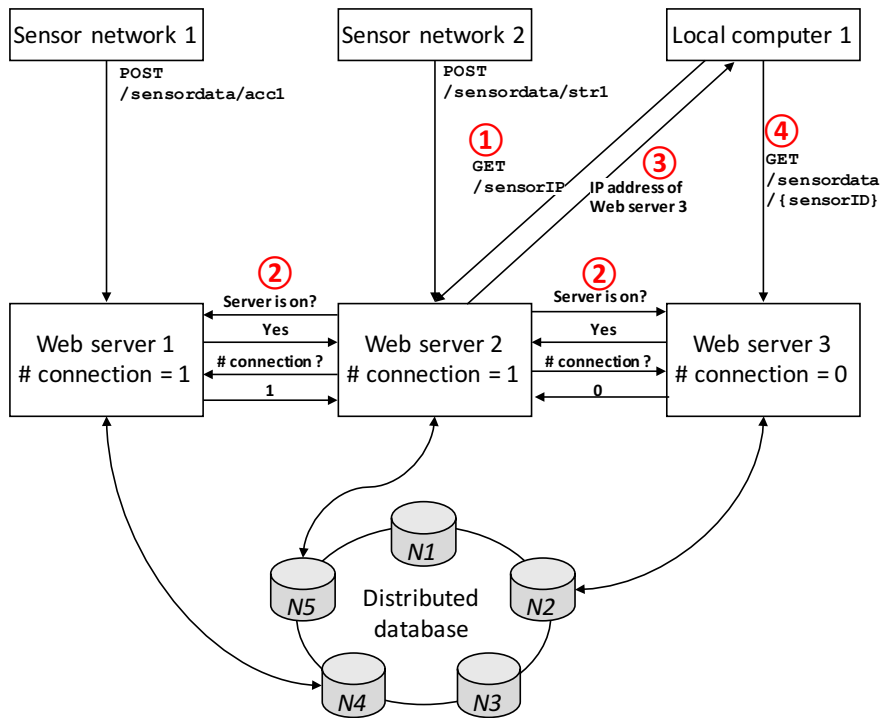 Sensor network 1
Sensor network 2
Local computer 1
POST
/sensordata/acc1
POST
/sensordata/str1
①
GET
/sensorIP
③
IP address of
Web server 3
④
GET
/sensordata
/{sensorID}
②
Server is on?
Yes
# connection ?
1
②
Server is on?
Yes
# connection ?
0
Web server 1
# connection = 1
Web server 2
# connection = 1
Web server 3
# connection = 0
N1
N5
N2
Distributed
database
N4
N3